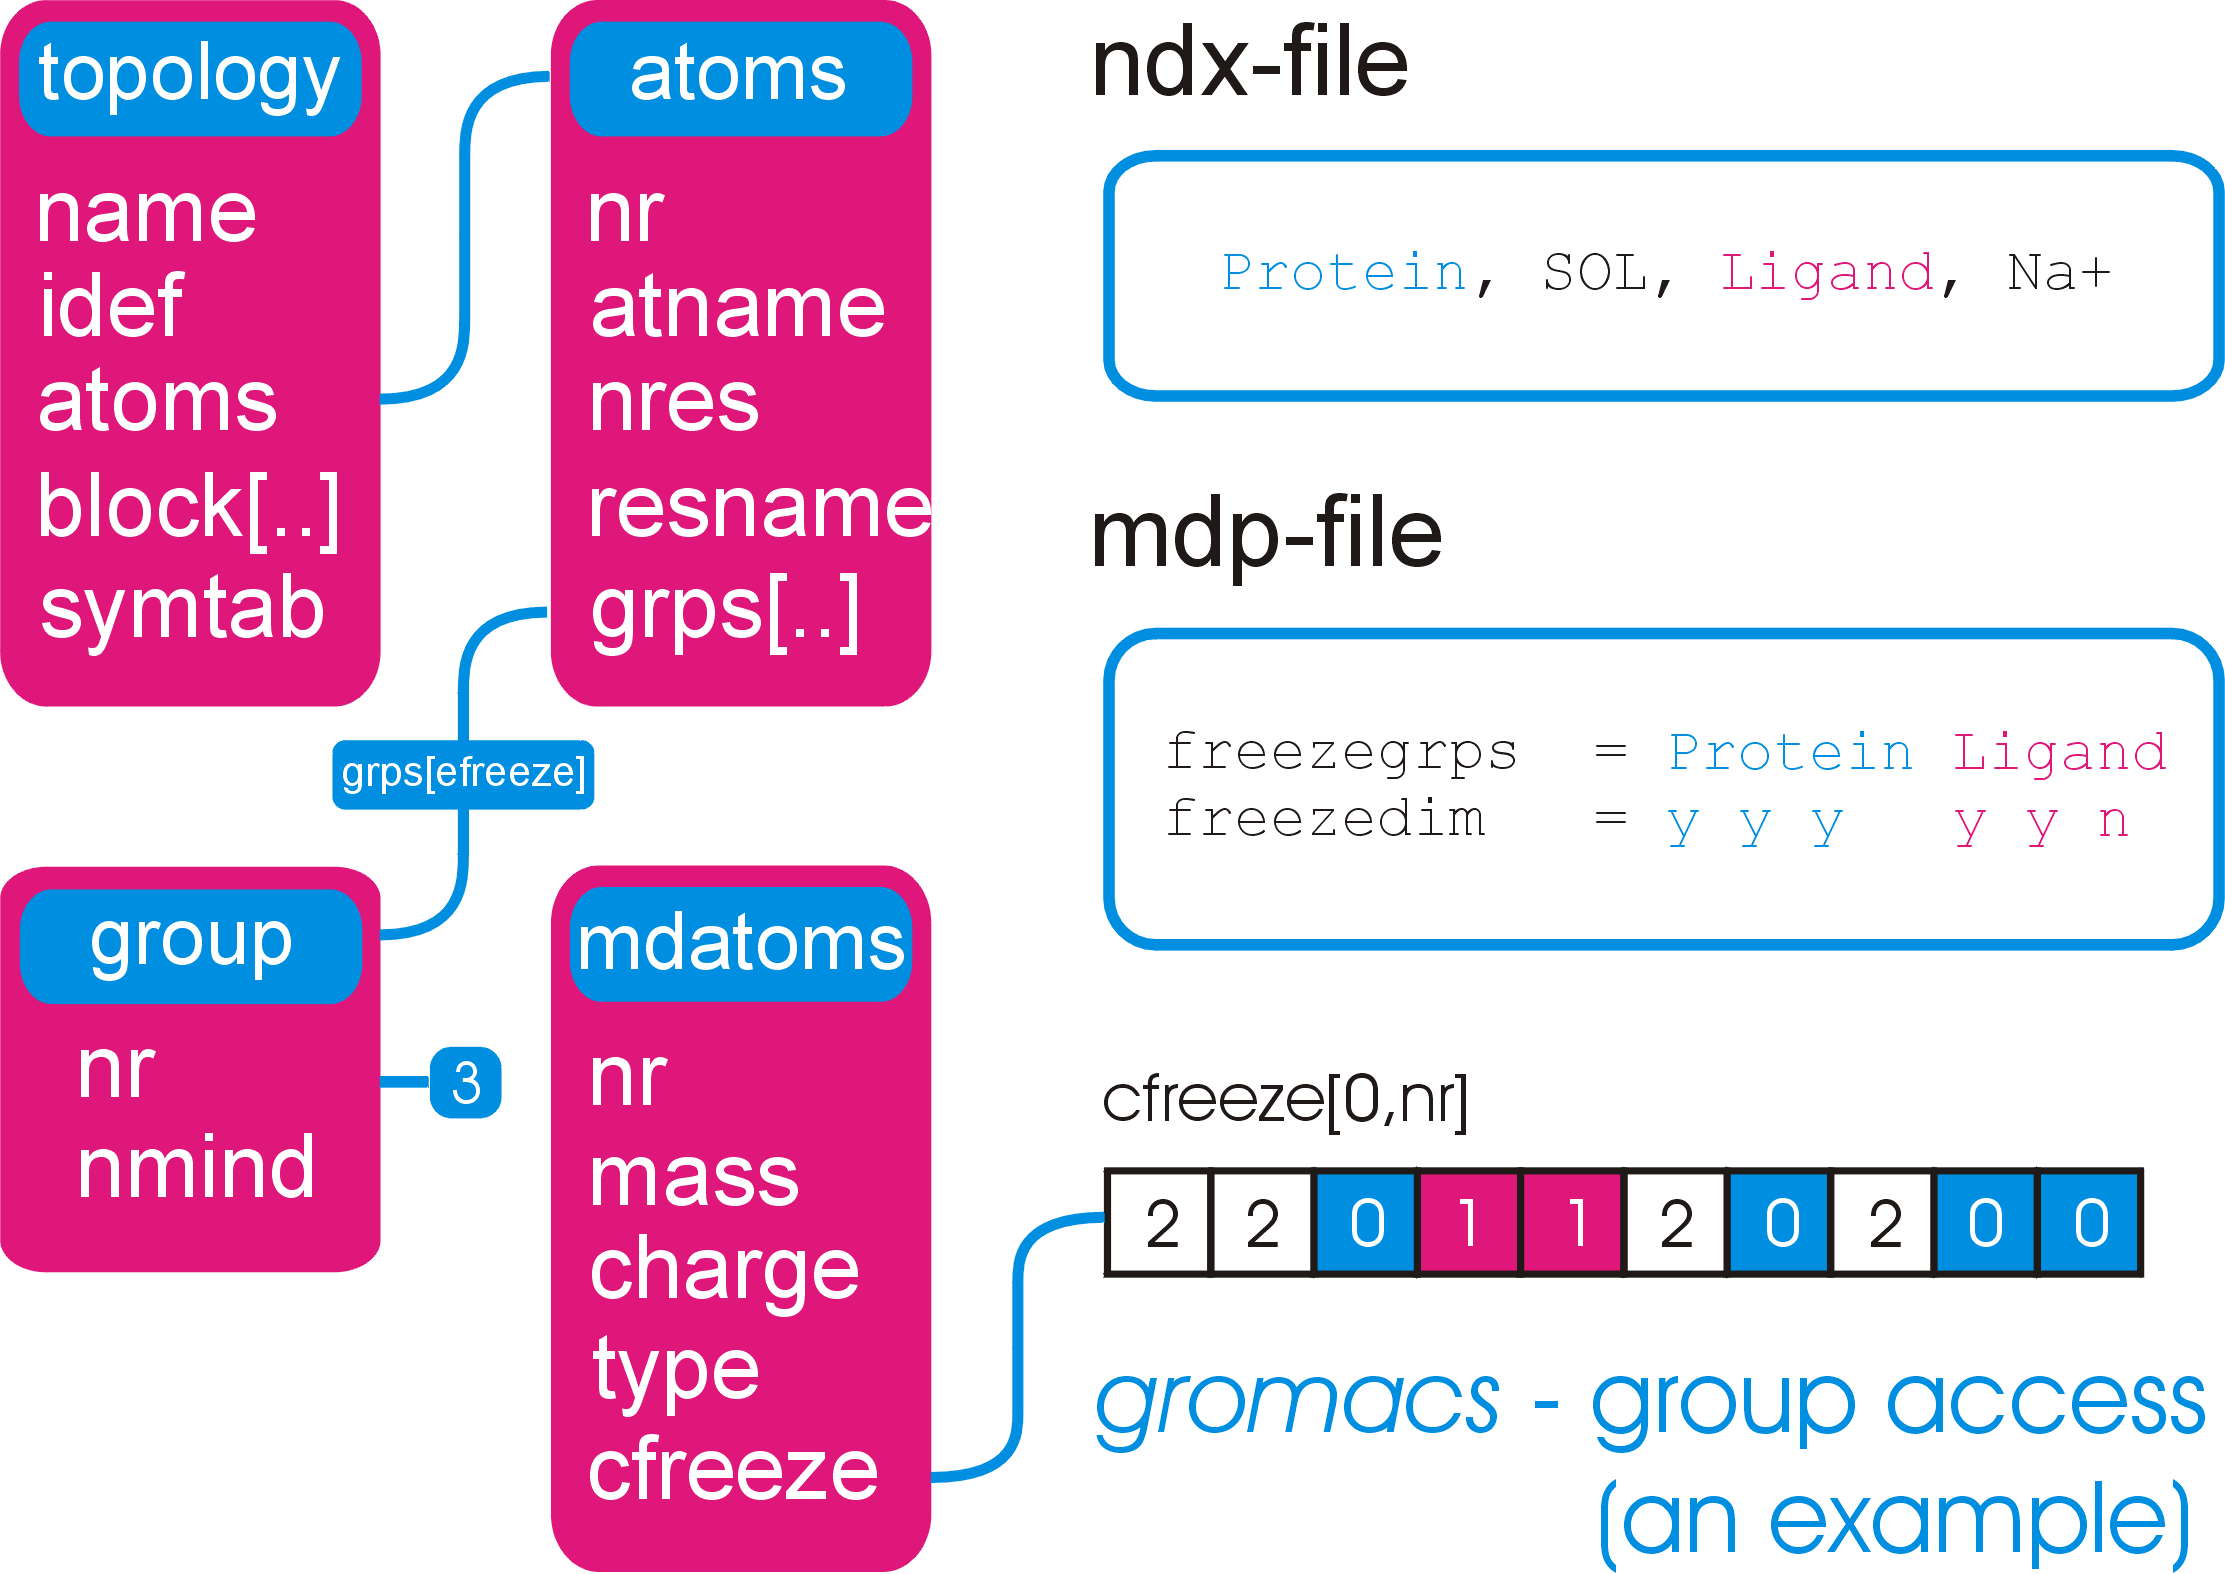 topology
name
idef
atoms
block[..]
symtab
atoms
nr
atname
nres
resname
grps[..]
grps[efreeze]
group
nr
nmind
3
mdatoms
nr
mass
charge
type
cfreeze
ndx-file
Protein, SOL, Ligand, Na+
mdp-file
freezegrps = Protein Ligand
freezedim = y y y y y n
cfreeze[0,nr]
2 2 0 1 1 2 0 2 0 0
gromacs - group access
(an example)